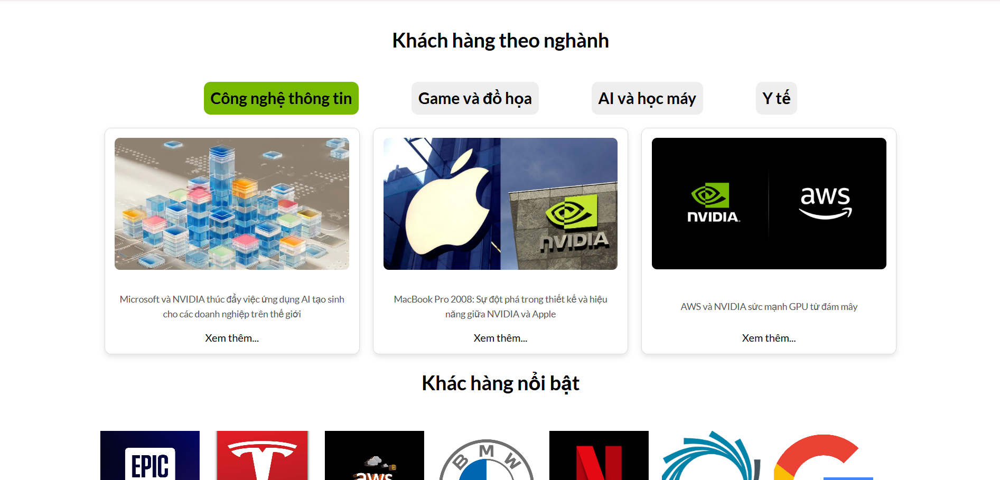 Khách hàng theo nghành
Công nghệ thông tin
Game và đồ họa
AI và học máy
Y tế
NVIDIA
NVIDIA.
aws
Microsoft và NVIDIA thúc đẩy việc ứng dụng AI tạo sinh
cho các doanh nghiệp trên thế giới
Xem thêm...
MacBook Pro 2008: Sự đột phá trong thiết kế và hiệu
năng giữa NVIDIA và Apple
Xem thêm...
AWS và NVIDIA sức mạnh GPU từ đám mây
Xem thêm...
Khác hàng nổi bật
EPIC
aws
BMW
N